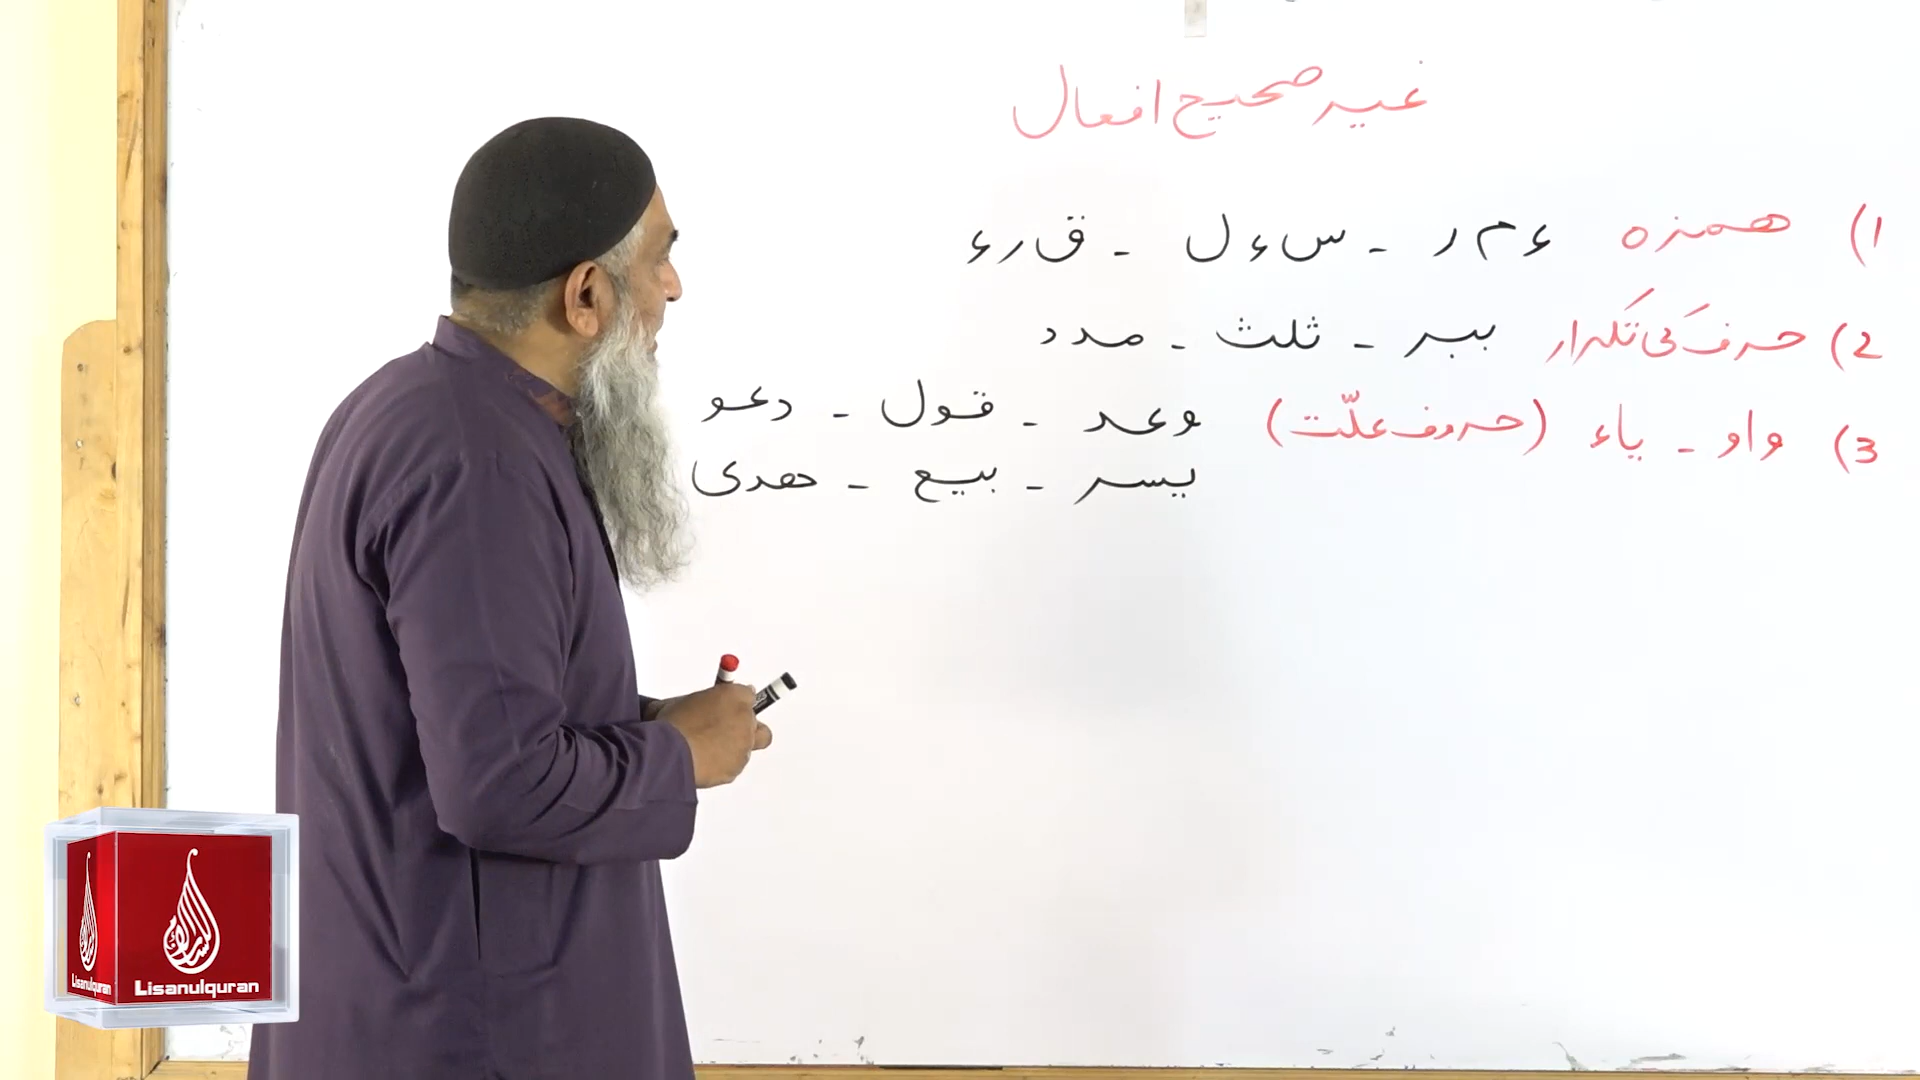 غیر صحیح افعال
1) ھمزہ ء م ر - س ء ل - ق ر ء
2) حرف کی تکرار ببر - ثلث - مدد
3) واو - یاء (حروف علّت) وعد - قول - دعو
یسر - بیع - ھدی
Lisanulquran
Lisanulquran